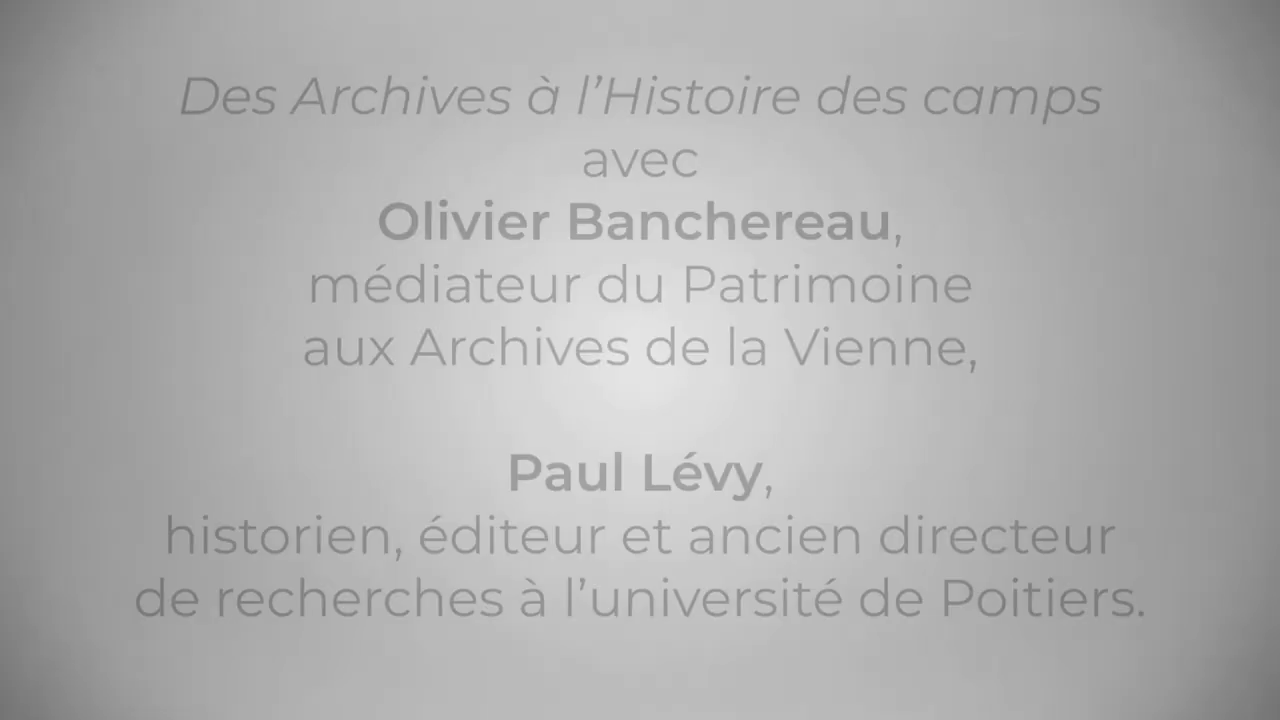 Des Archives à l’Histoire des camps
avec
Olivier Banchereau,
médiateur du Patrimoine
aux Archives de la Vienne,
Paul Lévy,
historien, éditeur et ancien directeur
de recherches à l’université de Poitiers.